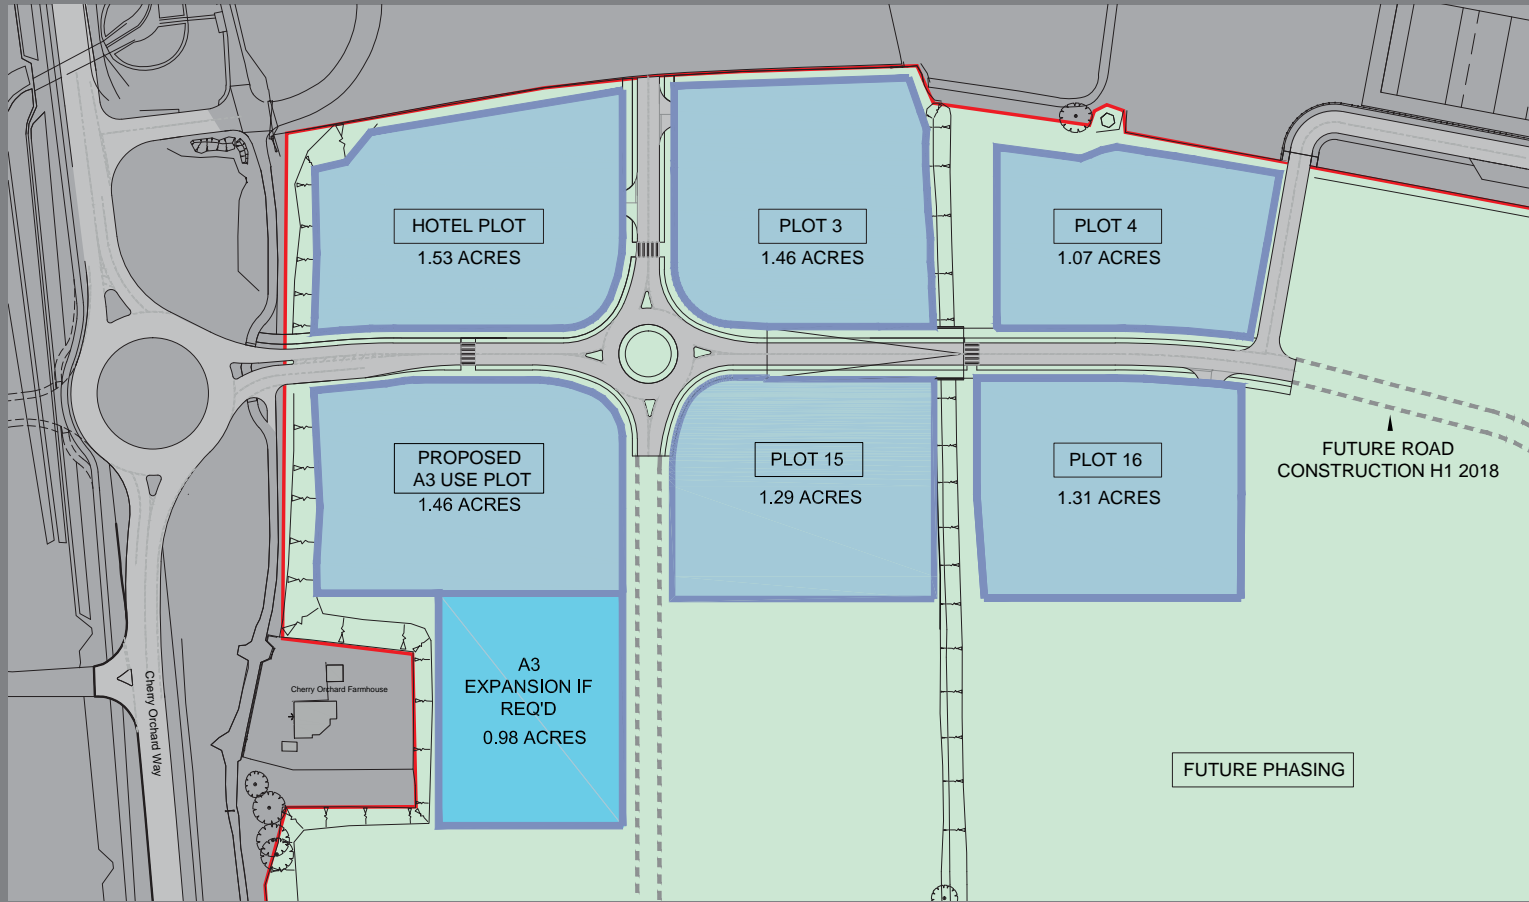 HOTEL PLOT
1.53 ACRES
PLOT 3
1.46 ACRES
PLOT 4
1.07 ACRES
PROPOSED
A3 USE PLOT
1.46 ACRES
PLOT 15
1.29 ACRES
PLOT 16
1.31 ACRES
FUTURE ROAD
CONSTRUCTION H1 2018
A3
EXPANSION IF
REQ'D
0.98 ACRES
Cherry Orchard Farmhouse
Cherry Orchard Way
FUTURE PHASING